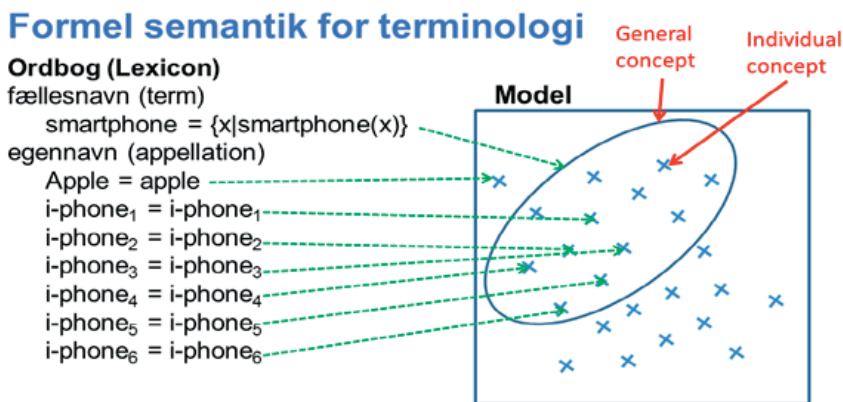 Formel semantik for terminologi
General
concept
Individual
concept
Ordbog (Lexicon)
Model
fællesnavn (term)
smartphone = {x|smartphone(x)}
egennavn (appellation)
Apple = apple
i-phone₁ = i-phone₁
i-phone₂ = i-phone₂
i-phone₃ = i-phone₃
i-phone₄ = i-phone₄
i-phone₅ = i-phone₅
i-phone₆ = i-phone₆